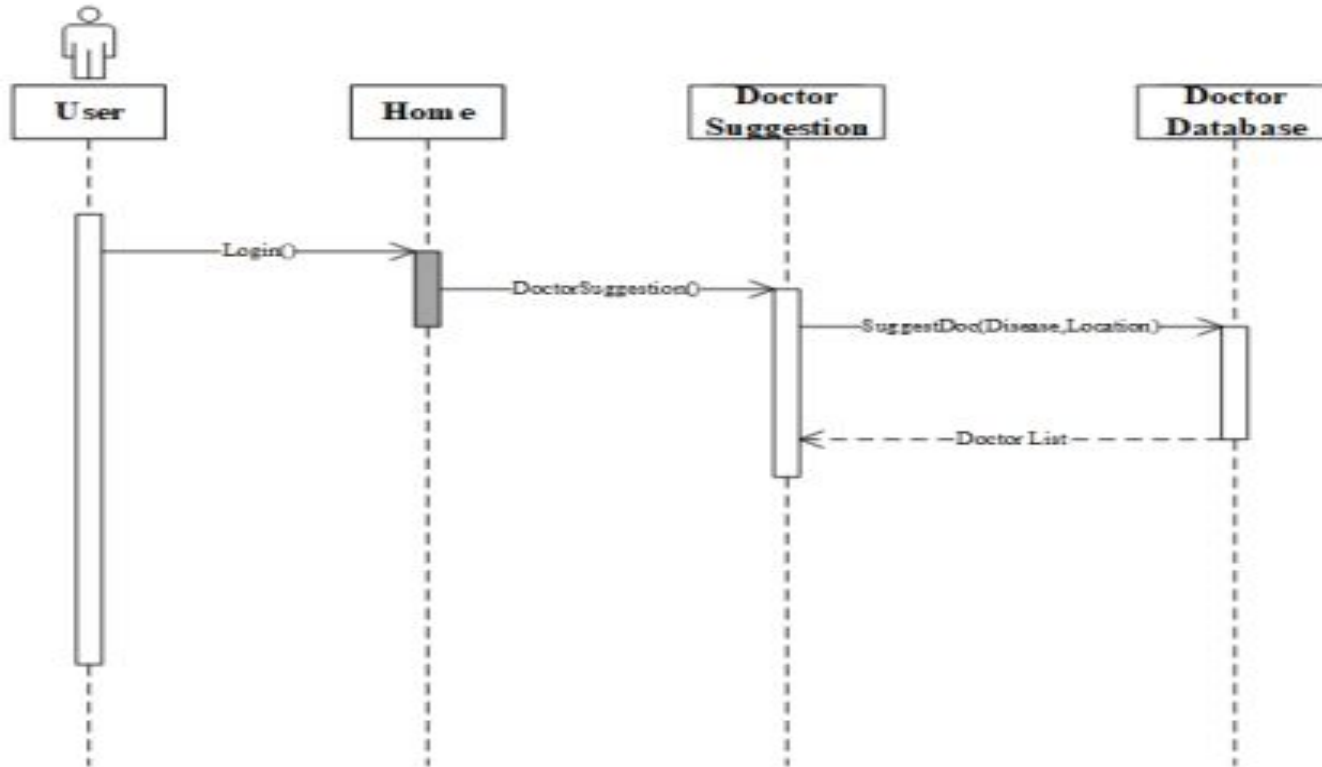 User
Home
Doctor
Suggestion
Doctor
Database
Login()
DoctorSuggestion()
SuggestDoc(Disease,Location)
Doctor List